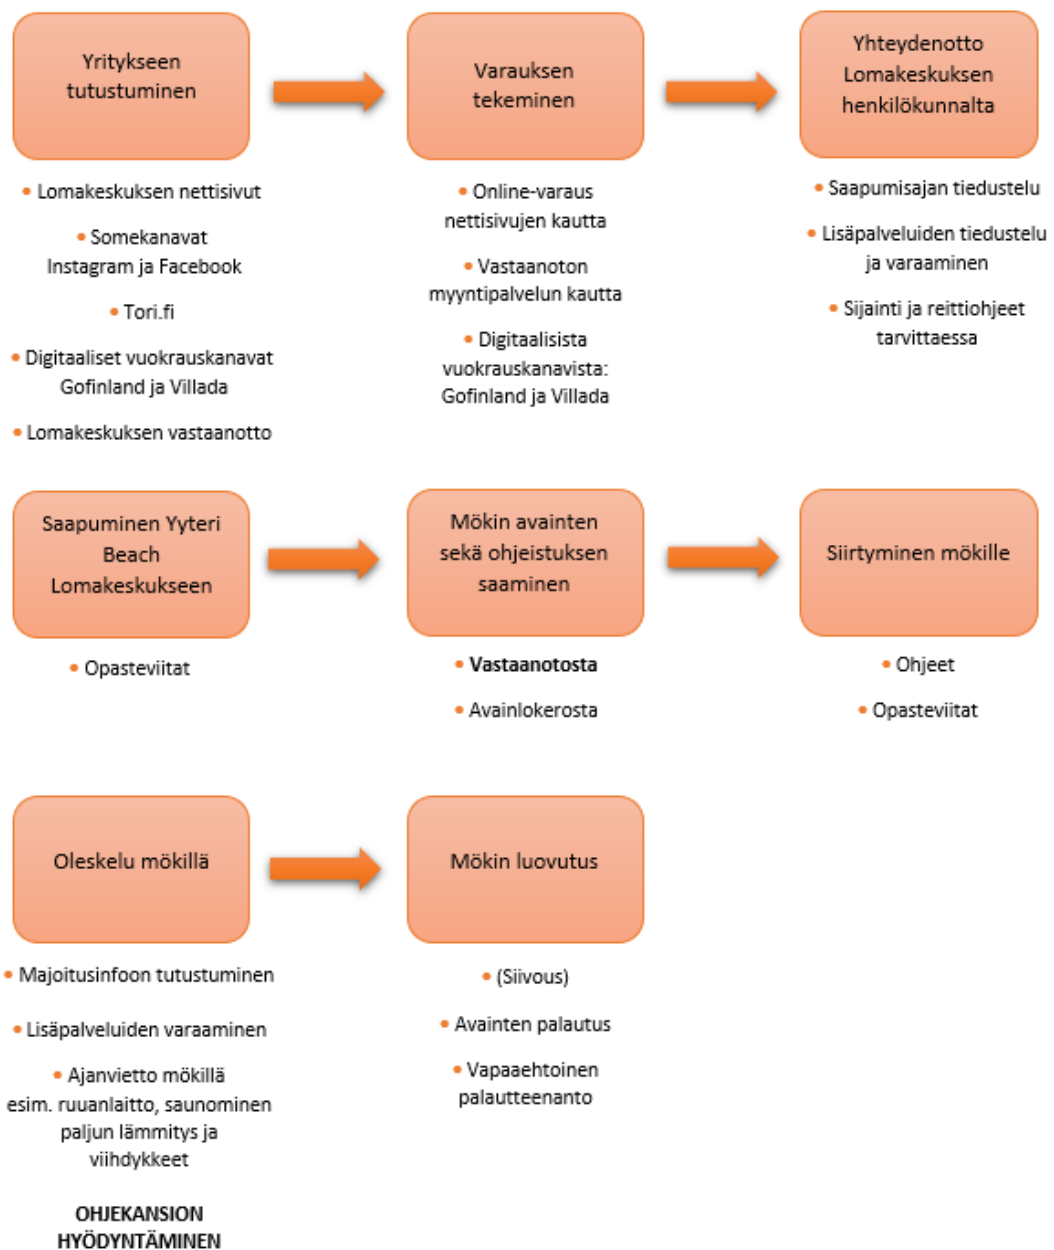 Yritykseen
tutustuminen
Varauksen
tekeminen
Yhteydenotto
Lomakeskuksen
henkilökunnalta
• Lomakeskuksen nettisivut
• Somekanavat
Instagram ja Facebook
• Tori.fi
• Digitaaliset vuokrauskanavat
Gofinland ja Villada
• Lomakeskuksen vastaanotto
• Online-varaus
nettisivujen kautta
• Vastaanoton
myyntipalvelun kautta
• Digitaalisista
vuokrauskanavista:
Gofinland ja Villada
• Saapumisajan tiedustelu
• Lisäpalveluiden tiedustelu
ja varaaminen
• Sijainti ja reittiohjeet
tarvittaessa
Saapuminen Yyteri
Beach
Lomakeskukseen
Mökin avainten
sekä ohjeistuksen
saaminen
Siirtyminen mökille
• Opasteviitat
• Vastaanotosta
• Avainlokerosta
• Ohjeet
• Opasteviitat
Oleskelu mökillä
Mökin luovutus
• Majoitusinfoon tutustuminen
• Lisäpalveluiden varaaminen
• Ajanvietto mökillä
esim. ruuanlaitto, saunominen
paljun lämmitys ja
viihdykkeet
OHJEKANSION
HYÖDYNTÄMINEN
• (Siivous)
• Avainten palautus
• Vapaaehtoinen
palautteenanto